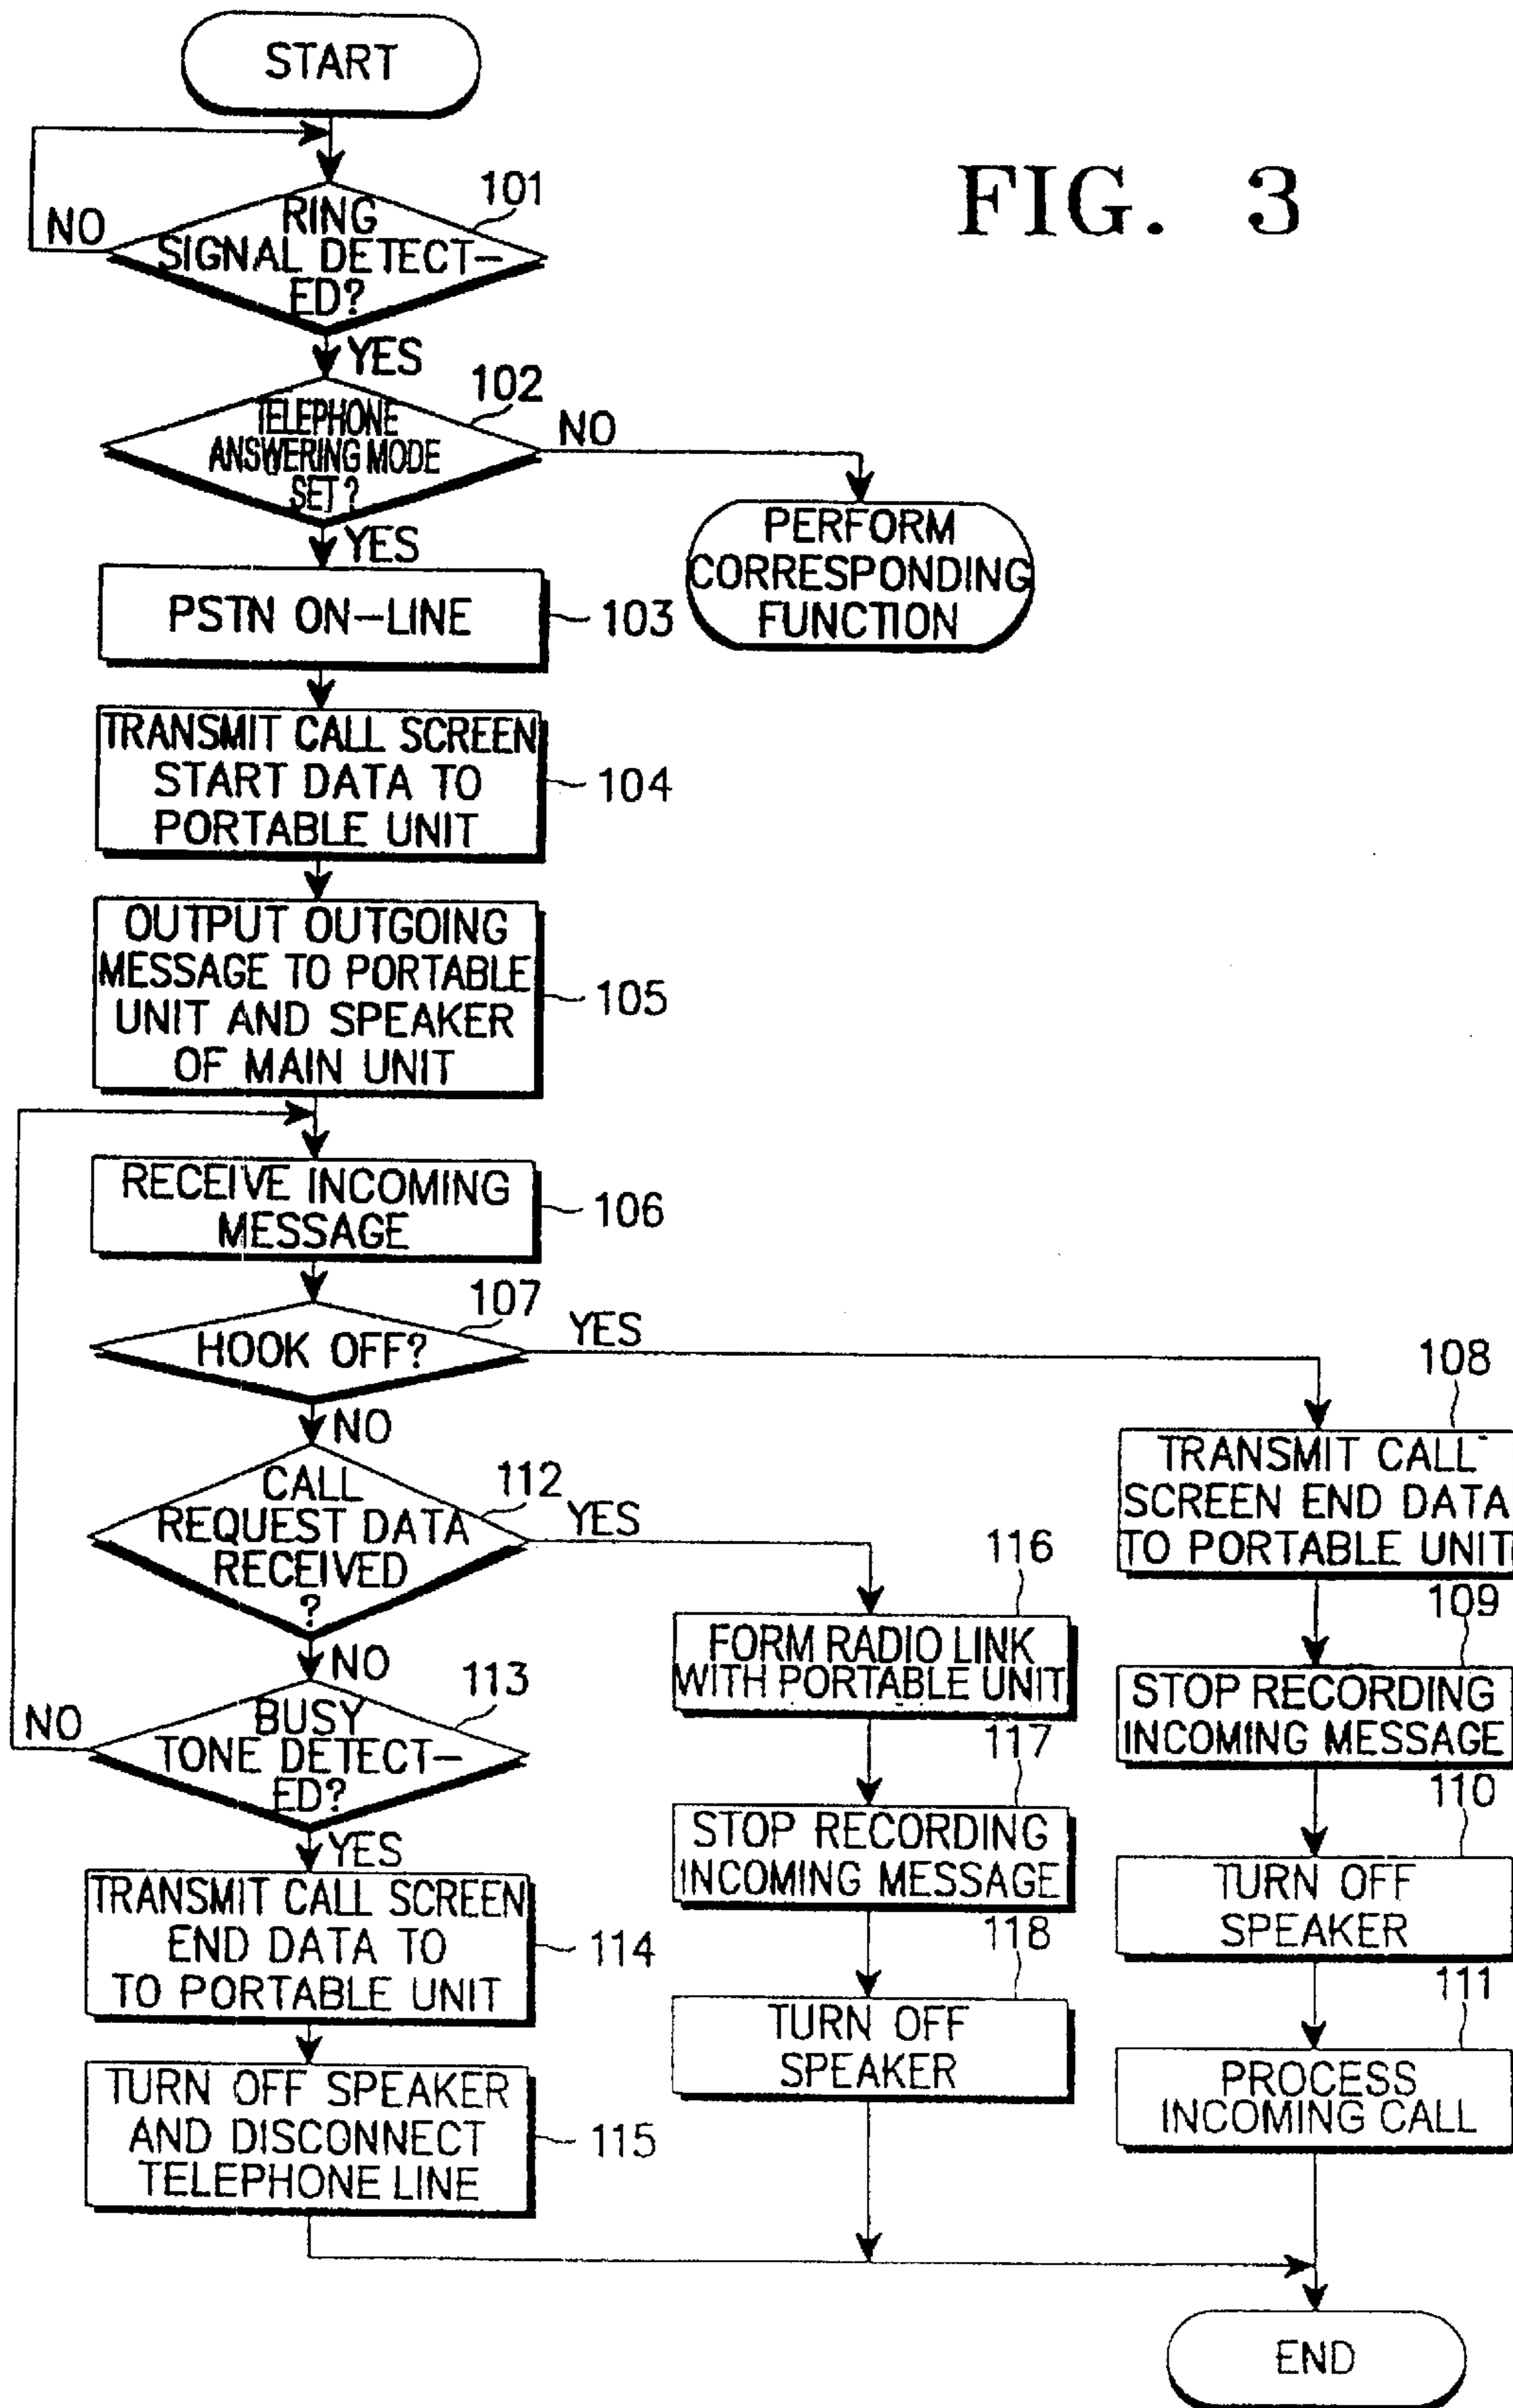 START
FIG. 3
101
RING
SIGNAL DETECT-
ED?
NO
YES
102
TELEPHONE
ANSWERING MODE
SET?
NO
YES
PERFORM
CORRESPONDING
FUNCTION
PSTN ON-LINE
103
TRANSMIT CALL SCREEN
START DATA TO
PORTABLE UNIT
104
OUTPUT OUTGOING
MESSAGE TO PORTABLE
UNIT AND SPEAKER
OF MAIN UNIT
105
RECEIVE INCOMING
MESSAGE
106
107
HOOK OFF?
YES
NO
108
TRANSMIT CALL
SCREEN END DATA
TO PORTABLE UNIT
109
STOP RECORDING
INCOMING MESSAGE
110
TURN OFF
SPEAKER
111
PROCESS
INCOMING CALL
112
CALL
REQUEST DATA
RECEIVED
?
YES
NO
116
FORM RADIO LINK
WITH PORTABLE UNIT
117
STOP RECORDING
INCOMING MESSAGE
118
TURN OFF
SPEAKER
113
BUSY
TONE DETECT-
ED?
NO
YES
TRANSMIT CALL SCREEN
END DATA TO
TO PORTABLE UNIT
114
TURN OFF SPEAKER
AND DISCONNECT
TELEPHONE LINE
115
END